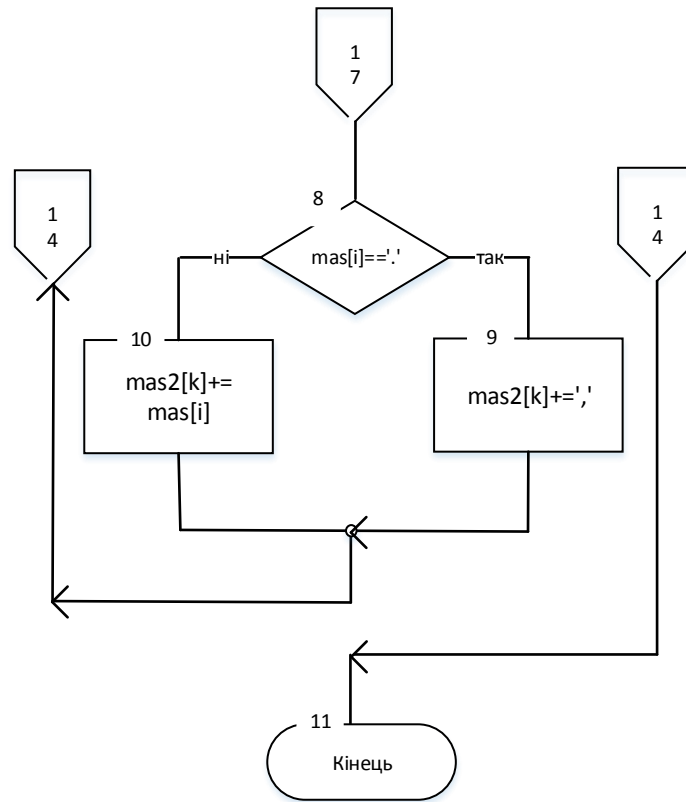 1
7
1
4
1
4
8
mas[i]=='.'
ні
так
10
mas2[k]+=
mas[i]
9
mas2[k]+=','
11
Кінець